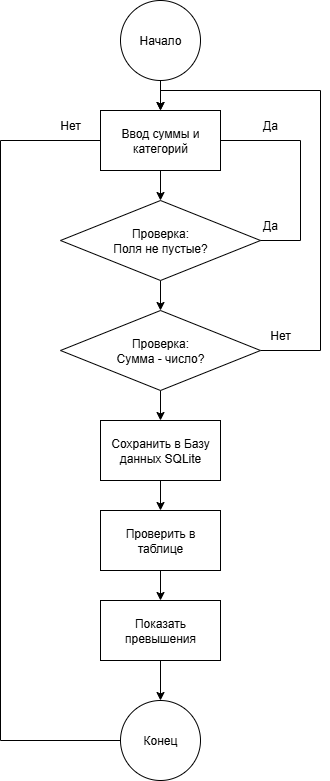 Начало
Нет
Ввод суммы и
категорий
Да
Проверка:
Поля не пустые?
Да
Проверка:
Сумма - число?
Нет
Сохранить в Базу
данных SQLite
Проверить в
таблице
Показать
превышения
Конец